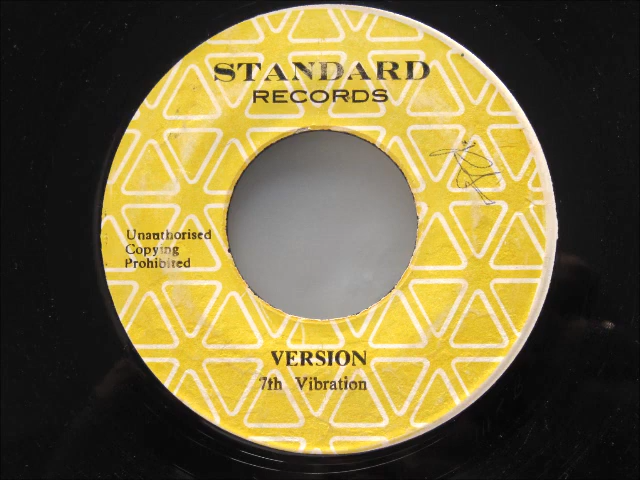 STANDARD
RECORDS
Unauthorised
Copying
Prohibited
VERSION
7th Vibration